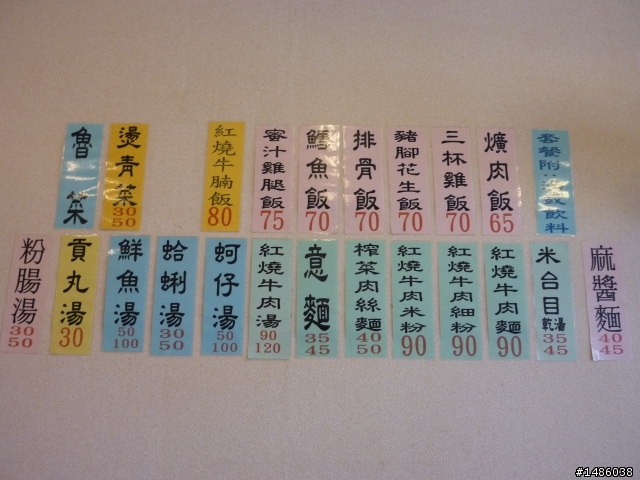 魯菜
燙青菜
30
50
紅燒牛腩飯
80
蜜汁雞腿飯
75
鱈魚飯
70
排骨飯
70
豬腳花生飯
70
三杯雞飯
70
爌肉飯
65
套餐附:
飲料
粉腸湯
30
50
貢丸湯
30
鮮魚湯
50
100
蛤蜊湯
30
50
蚵仔湯
50
100
紅燒牛肉湯
90
120
意麵
35
45
榨菜肉絲麵
40
50
紅燒牛肉米粉
90
紅燒牛肉細粉
90
紅燒牛肉麵
90
米台目
乾湯
35
45
麻醬麵
40
45
#1486038